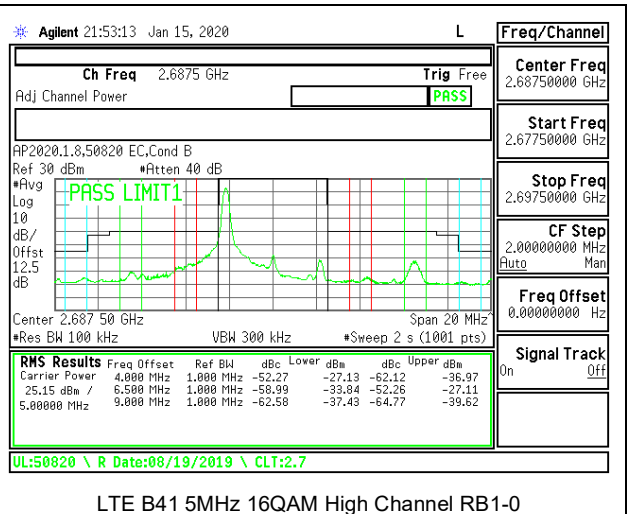 Agilent 21:53:13 Jan 15, 2020 L
Freq/Channel
Ch Freq 2.6875 GHz Trig Free
Adj Channel Power PASS
Center Freq
2.68750000 GHz
Start Freq
2.67750000 GHz
Stop Freq
2.69750000 GHz
CF Step
2.00000000 MHz
Auto Man
Freq Offset
0.00000000 Hz
Signal Track
On Off
AP2020.1.8,50820 EC,Cond B
Ref 30 dBm #Atten 40 dB
#Avg
Log
10
dB/
Offst
12.5
dB
PASS LIMIT1
Center 2.687 50 GHz Span 20 MHz
#Res BW 100 kHz VBW 300 kHz #Sweep 2 s (1001 pts)
RMS Results Freq Offset Ref BW dBc Lower dBm dBc Upper dBm
Carrier Power 4.000 MHz 1.000 MHz -52.27 -27.13 -62.12 -36.97
25.15 dBm / 6.500 MHz 1.000 MHz -58.99 -33.84 -52.26 -27.11
5.00000 MHz 9.000 MHz 1.000 MHz -62.58 -37.43 -64.77 -39.62
UL:50820 \ R Date:08/19/2019 \ CLT:2.7
LTE B41 5MHz 16QAM High Channel RB1-0